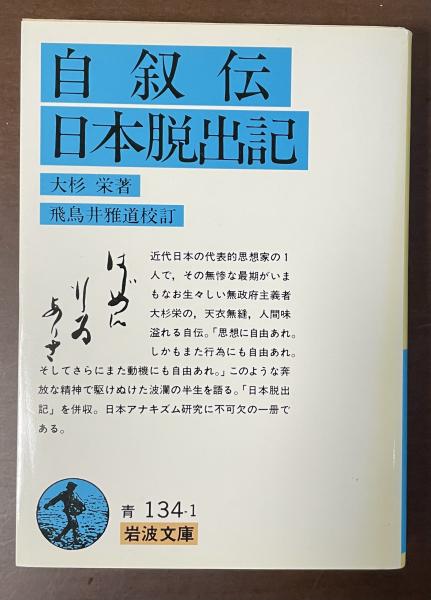 自叙伝
日本脱出記
大杉 栄著
飛鳥井雅道校訂
近代日本の代表的思想家の1
人で，その無惨な最期がいま
もなお生々しい無政府主義者
大杉栄の，天衣無縫，人間味
溢れる自伝。「思想に自由あれ。
しかもまた行為にも自由あれ。
そしてさらにまた動機にも自由あれ。」このような奔
放な精神で駆けぬけた波瀾の半生を語る。「日本脱出
記」を併収。日本アナキズム研究に不可欠の一冊で
ある。
はじめに
あり
青 134-1
岩波文庫